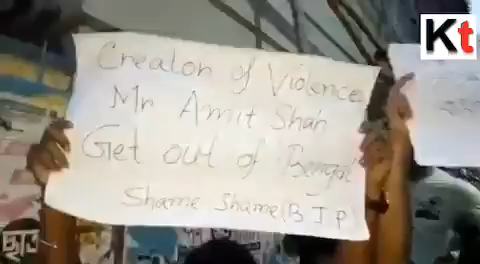 Kt
Creaton of Violence
Mr Amit Shah
Get out of Bengal
Shame Shame (BJP)